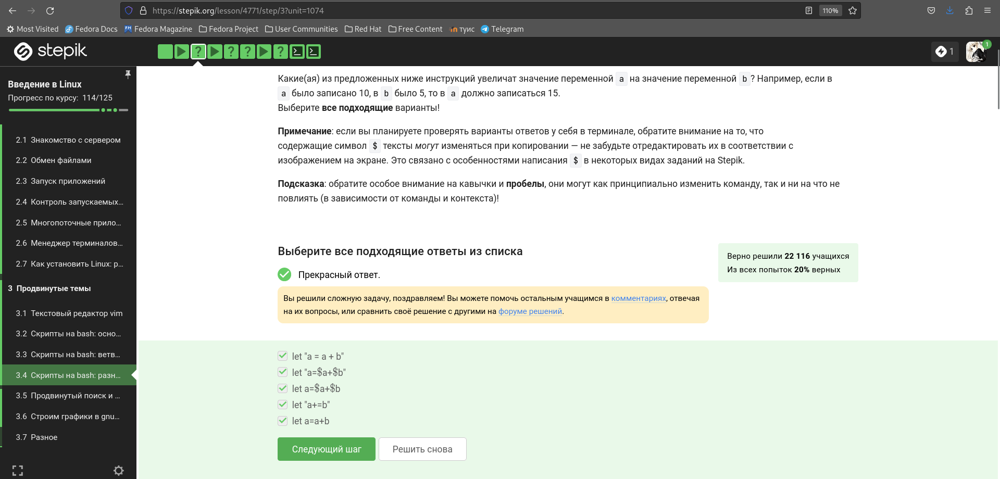 https://stepik.org/lesson/4771/step/3?unit=1074
110%
Most Visited
Fedora Docs
Fedora Magazine
Fedora Project
User Communities
Red Hat
Free Content
туис
Telegram
stepik
1
1
Введение в Linux
Прогресс по курсу: 114/125
2.1 Знакомство с сервером
2.2 Обмен файлами
2.3 Запуск приложений
2.4 Контроль запускаемых...
2.5 Многопоточные прило...
2.6 Менеджер терминалов...
2.7 Как установить Linux: р...
3 Продвинутые темы
3.1 Текстовый редактор vim
3.2 Скрипты на bash: осно...
3.3 Скрипты на bash: ветв...
3.4 Скрипты на bash: разн...
3.5 Продвинутый поиск и ...
3.6 Строим графики в gnu...
3.7 Разное
Какие(ая) из предложенных ниже инструкций увеличат значение переменной a на значение переменной b? Например, если в
a было записано 10, в b было 5, то в a должно записаться 15.
Выберите все подходящие варианты!
Примечание: если вы планируете проверять варианты ответов у себя в терминале, обратите внимание на то, что
содержащие символ $ тексты могут изменяться при копировании — не забудьте отредактировать их в соответствии с
изображением на экране. Это связано с особенностями написания $ в некоторых видах заданий на Stepik.
Подсказка: обратите особое внимание на кавычки и пробелы, они могут как принципиально изменить команду, так и ни на что не
повлиять (в зависимости от команды и контекста)!
Выберите все подходящие ответы из списка
Верно решили 22 116 учащихся
Из всех попыток 20% верных
Прекрасный ответ.
Вы решили сложную задачу, поздравляем! Вы можете помочь остальным учащимся в комментариях, отвечая
на их вопросы, или сравнить своё решение с другими на форуме решений.
let "a = a + b"
let "a=$a+$b"
let a=$a+$b
let "a+=b"
let a=a+b
Следующий шаг
Решить снова